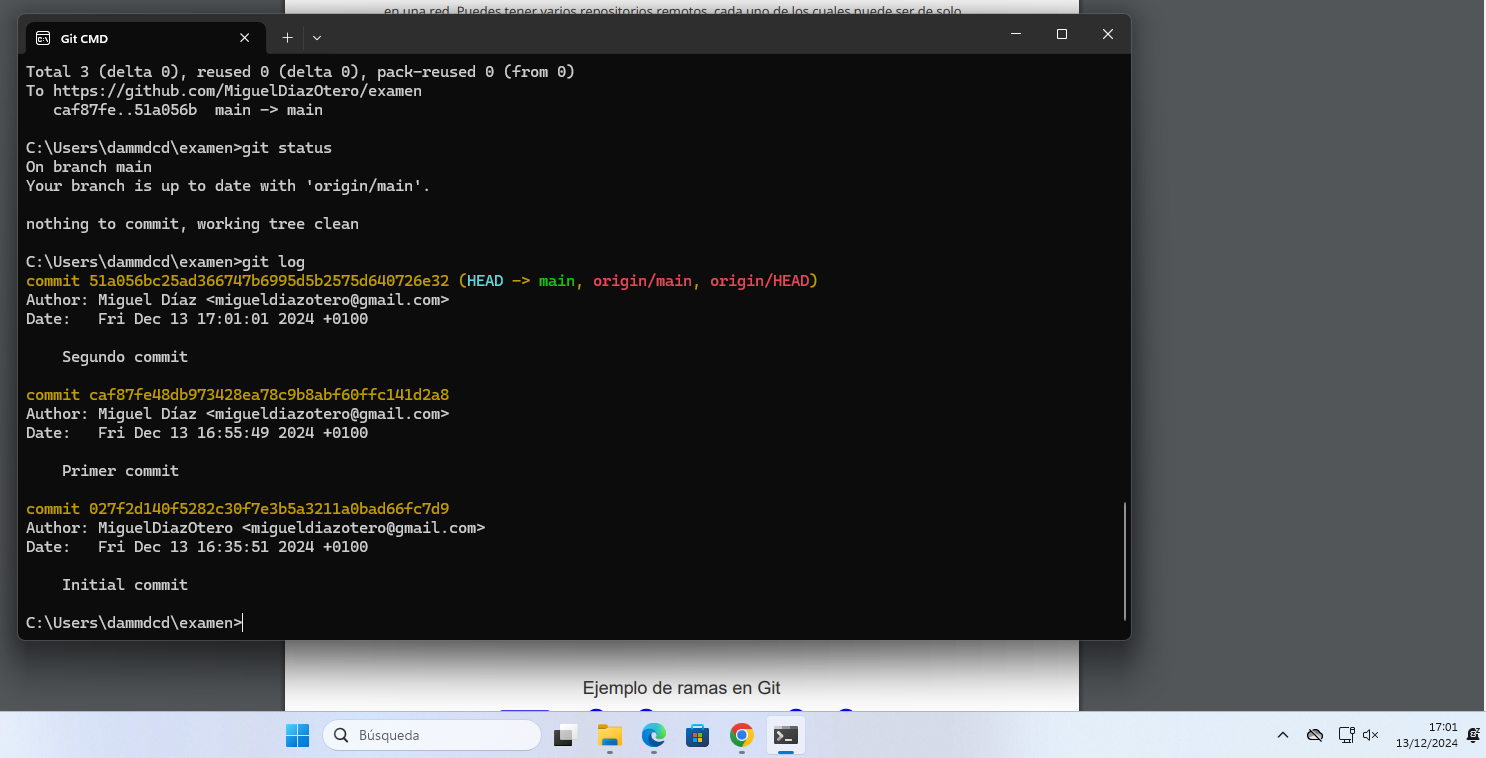 en una red. Puedes tener varios repositorios remotos, cada uno de los cuales puede ser de solo
Git CMD
Total 3 (delta 0), reused 0 (delta 0), pack-reused 0 (from 0)
To https://github.com/MiguelDiazOtero/examen
caf87fe..51a056b  main -> main
C:\Users\dammdcd\examen>git status
On branch main
Your branch is up to date with 'origin/main'.
nothing to commit, working tree clean
C:\Users\dammdcd\examen>git log
commit 51a056bc25ad366747b6995d5b2575d640726e32 (HEAD -> main, origin/main, origin/HEAD)
Author: Miguel Díaz <migueldiazotero@gmail.com>
Date:   Fri Dec 13 17:01:01 2024 +0100
Segundo commit
commit caf87fe48db973428ea78c9b8abf60ffc141d2a8
Author: Miguel Díaz <migueldiazotero@gmail.com>
Date:   Fri Dec 13 16:55:49 2024 +0100
Primer commit
commit 027f2d140f5282c30f7e3b5a3211a0bad66fc7d9
Author: MiguelDiazOtero <migueldiazotero@gmail.com>
Date:   Fri Dec 13 16:35:51 2024 +0100
Initial commit
C:\Users\dammdcd\examen>
Ejemplo de ramas en Git
Búsqueda
17:01
13/12/2024